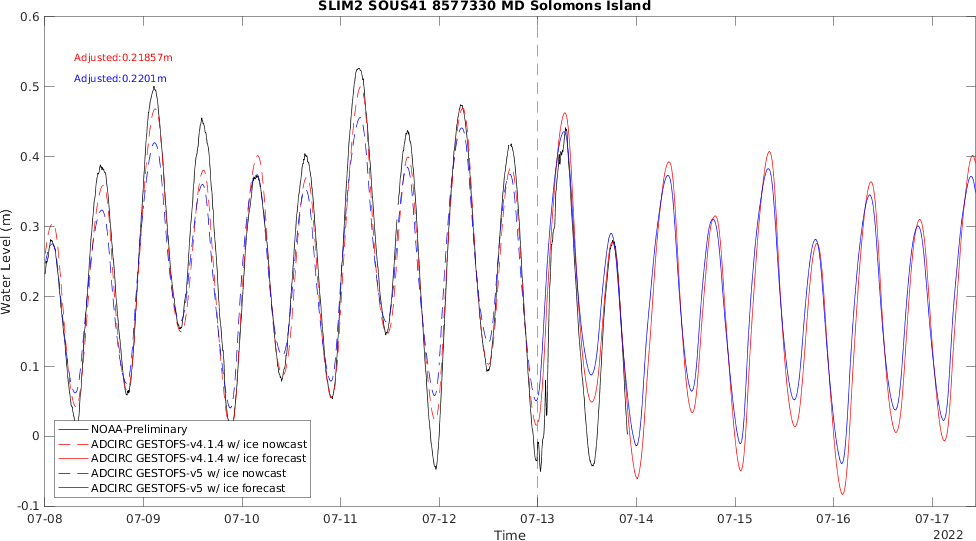 SLIM2 SOUS41 8577330 MD Solomons Island
0.6
Adjusted:0.21857m
Adjusted:0.2201m
0.5
0.4
0.3
0.2
0.1
0
-0.1
Water Level (m)
NOAA-Preliminary
ADCIRC GESTOFS-v4.1.4 w/ ice nowcast
ADCIRC GESTOFS-v4.1.4 w/ ice forecast
ADCIRC GESTOFS-v5 w/ ice nowcast
ADCIRC GESTOFS-v5 w/ ice forecast
07-08 07-09 07-10 07-11 07-12 07-13 07-14 07-15 07-16 07-17
Time
2022